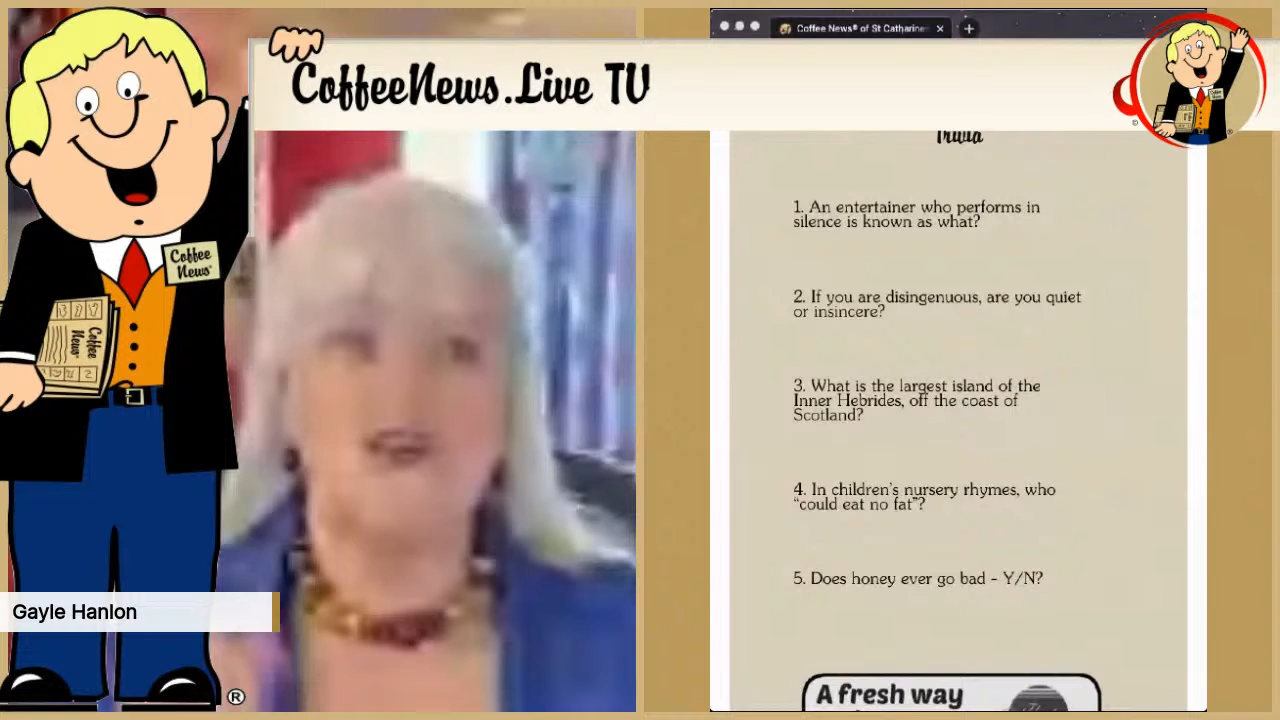 Coffee News® of St Catharine
CoffeeNews.Live TV
Coffee
News®
Coffee
News®
Trivia
1. An entertainer who performs in
silence is known as what?
2. If you are disingenuous, are you quiet
or insincere?
3. What is the largest island of the
Inner Hebrides, off the coast of
Scotland?
4. In children's nursery rhymes, who
“could eat no fat”?
5. Does honey ever go bad - Y/N?
Gayle Hanlon
®
A fresh way